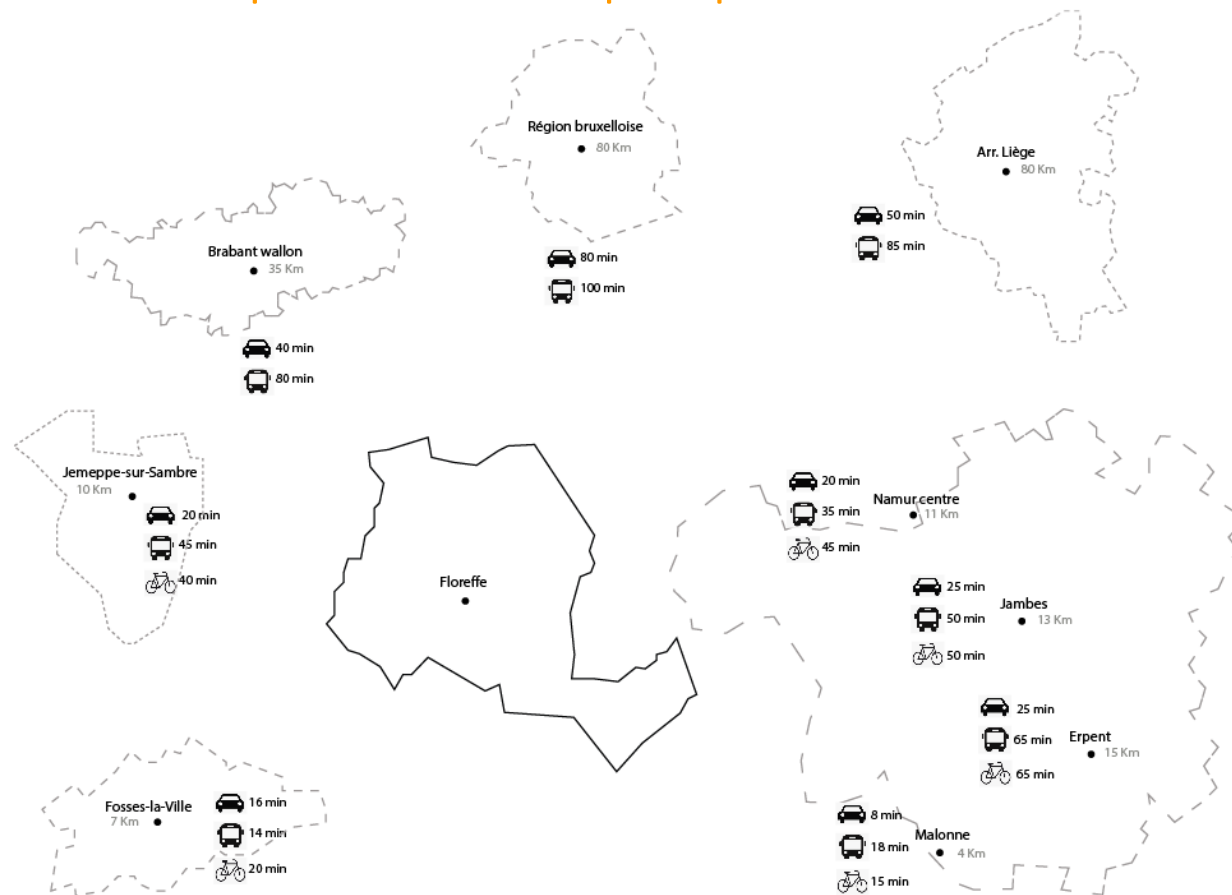 Région bruxelloise
80 Km
80 min
100 min
Arr. Liège
80 Km
50 min
85 min
Brabant wallon
35 Km
40 min
80 min
Jemeppe-sur-Sambre
10 Km
20 min
45 min
40 min
Floreffe
20 min
35 min
45 min
Namur centre
11 Km
25 min
50 min
50 min
Jambes
13 Km
25 min
65 min
65 min
Erpent
15 Km
Fosses-la-Ville
7 Km
16 min
14 min
20 min
8 min
18 min
15 min
Malonne
4 Km